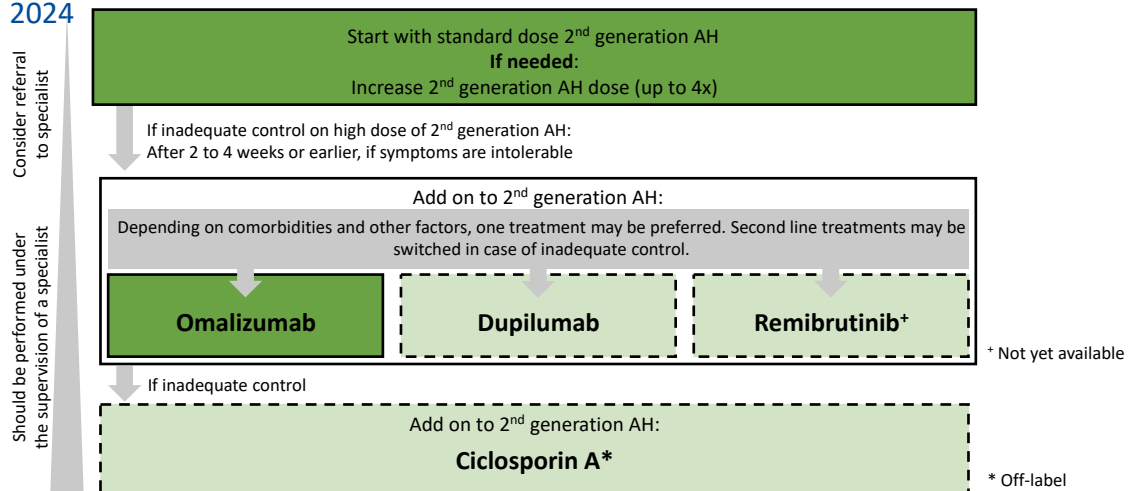 2024
Start with standard dose 2nd generation AH
If needed:
Increase 2nd generation AH dose (up to 4x)
Consider referral
to specialist
If inadequate control on high dose of 2nd generation AH:
After 2 to 4 weeks or earlier, if symptoms are intolerable
Add on to 2nd generation AH:
Depending on comorbidities and other factors, one treatment may be preferred. Second line treatments may be
switched in case of inadequate control.
Omalizumab
Dupilumab
Remibrutinib+
+ Not yet available
Should be performed under
the supervision of a specialist
If inadequate control
Add on to 2nd generation AH:
Ciclosporin A*
* Off-label